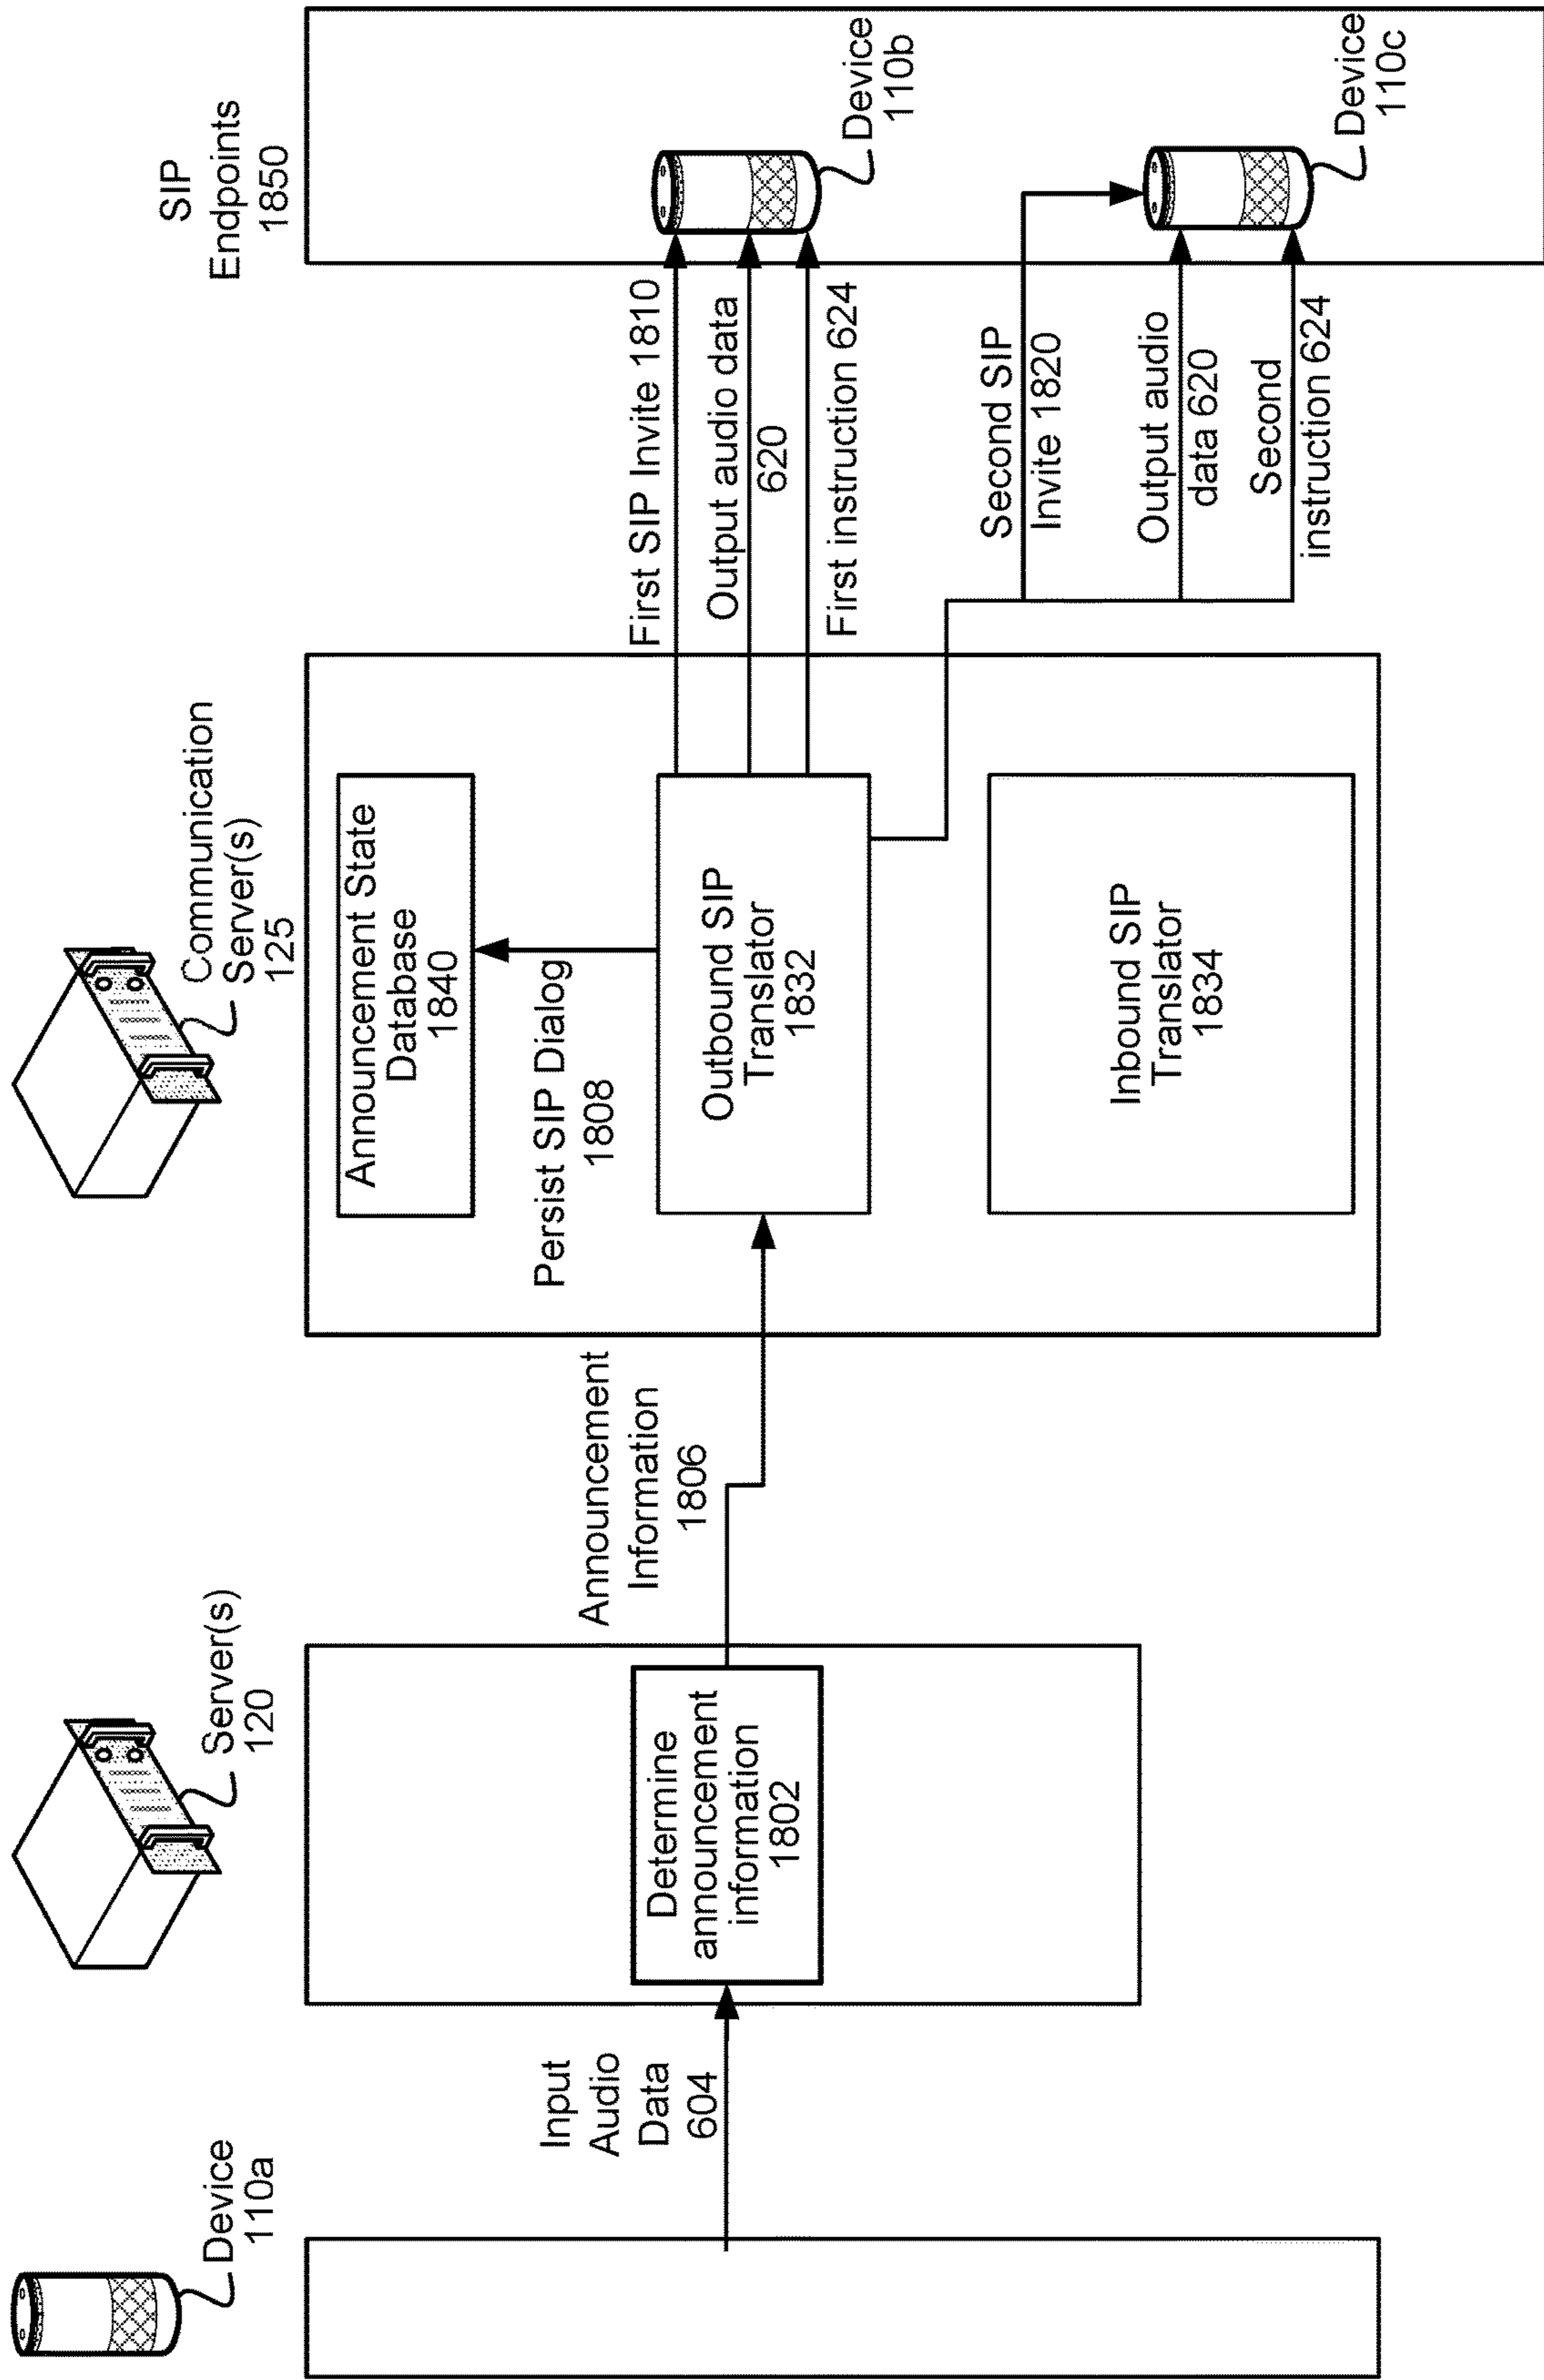 Device
110a
Input
Audio
Data
604
Server(s)
120
Determine
announcement
information
1802
Announcement
Information
1806
Communication
Server(s)
125
Announcement State
Database
1840
Persist SIP Dialog
1808
Outbound SIP
Translator
1832
Inbound SIP
Translator
1834
First SIP Invite 1810
Output audio data
620
First instruction 624
Second SIP
Invite 1820
Output audio
data 620
Second
instruction 624
SIP
Endpoints
1850
Device
110b
Device
110c